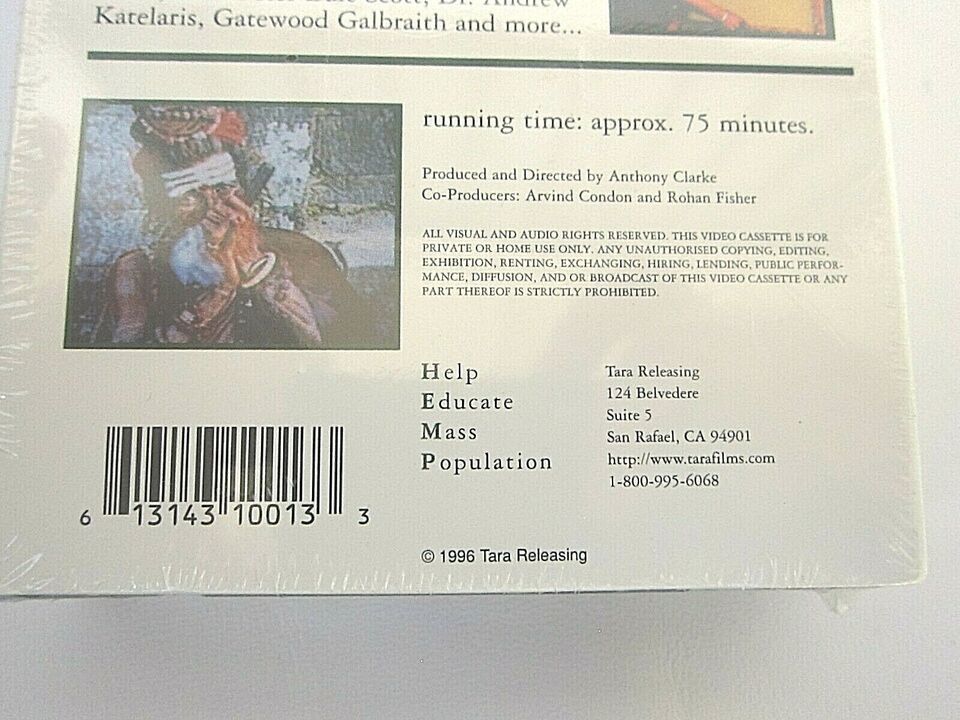 Scott, Dr. Andrew
Katelaris, Gatewood Galbraith and more...
running time: approx. 75 minutes.
Produced and Directed by Anthony Clarke
Co-Producers: Arvind Condon and Rohan Fisher
ALL VISUAL AND AUDIO RIGHTS RESERVED. THIS VIDEO CASSETTE IS FOR
PRIVATE OR HOME USE ONLY. ANY UNAUTHORISED COPYING, EDITING,
EXHIBITION, RENTING, EXCHANGING, HIRING, LENDING, PUBLIC PERFOR-
MANCE, DIFFUSION, AND OR BROADCAST OF THIS VIDEO CASSETTE OR ANY
PART THEREOF IS STRICTLY PROHIBITED.
Help
Educate
Mass
Population
Tara Releasing
124 Belvedere
Suite 5
San Rafael, CA 94901
http://www.tarafilms.com
1-800-995-6068
6 13143 10013 3
© 1996 Tara Releasing